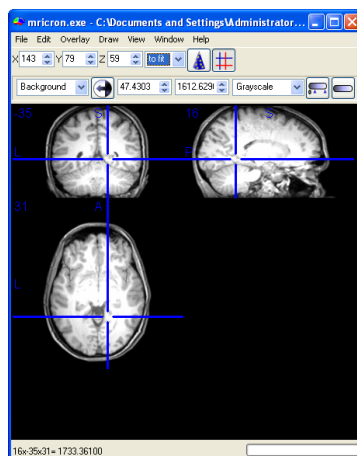 mricron.exe - C:\Documents and Settings\Administrator...
File Edit Overlay Draw View Window Help
X 143 Y 79 Z 59 to fit
Background 47.4303 1612.629 Grayscale
-35 S 16 S
L P
31 A
L
16x-35x31= 1733.36100